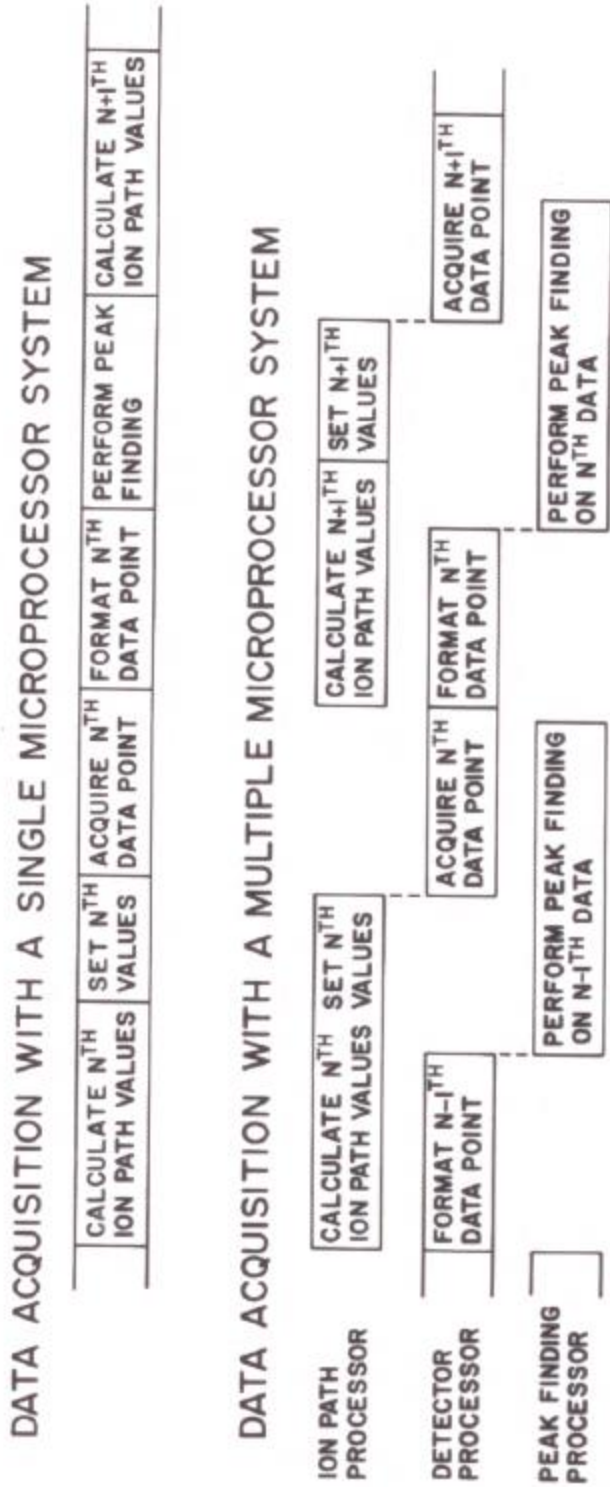 DATA ACQUISITION WITH A SINGLE MICROPROCESSOR SYSTEM
CALCULATE NTH
ION PATH VALUES
SET NTH
VALUES
ACQUIRE NTH
DATA POINT
FORMAT NTH
DATA POINT
PERFORM PEAK
FINDING
CALCULATE N+1TH
ION PATH VALUES
DATA ACQUISITION WITH A MULTIPLE MICROPROCESSOR SYSTEM
ION PATH
PROCESSOR
CALCULATE NTH
ION PATH VALUES
SET NTH
VALUES
CALCULATE N+1TH
ION PATH VALUES
SET N+1TH
VALUES
DETECTOR
PROCESSOR
FORMAT N-1TH
DATA POINT
ACQUIRE NTH
DATA POINT
FORMAT NTH
DATA POINT
ACQUIRE N+1TH
DATA POINT
PEAK FINDING
PROCESSOR
PERFORM PEAK FINDING
ON N-1TH DATA
PERFORM PEAK FINDING
ON NTH DATA